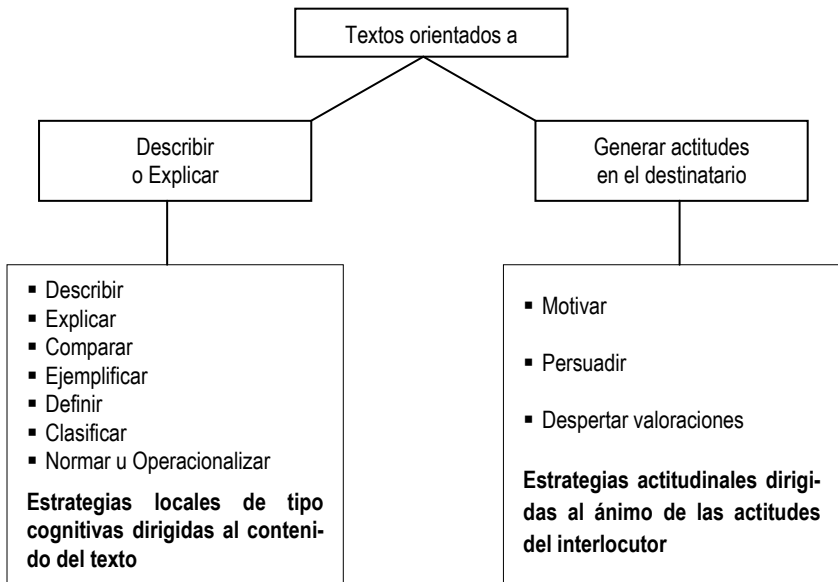 Textos orientados a
Describir
o Explicar
Generar actitudes
en el destinatario
▪ Describir
▪ Explicar
▪ Comparar
▪ Ejemplificar
▪ Definir
▪ Clasificar
▪ Normar u Operacionalizar
Estrategias locales de tipo
cognitivas dirigidas al conteni-
do del texto
▪ Motivar
▪ Persuadir
▪ Despertar valoraciones
Estrategias actitudinales dirigi-
das al ánimo de las actitudes
del interlocutor